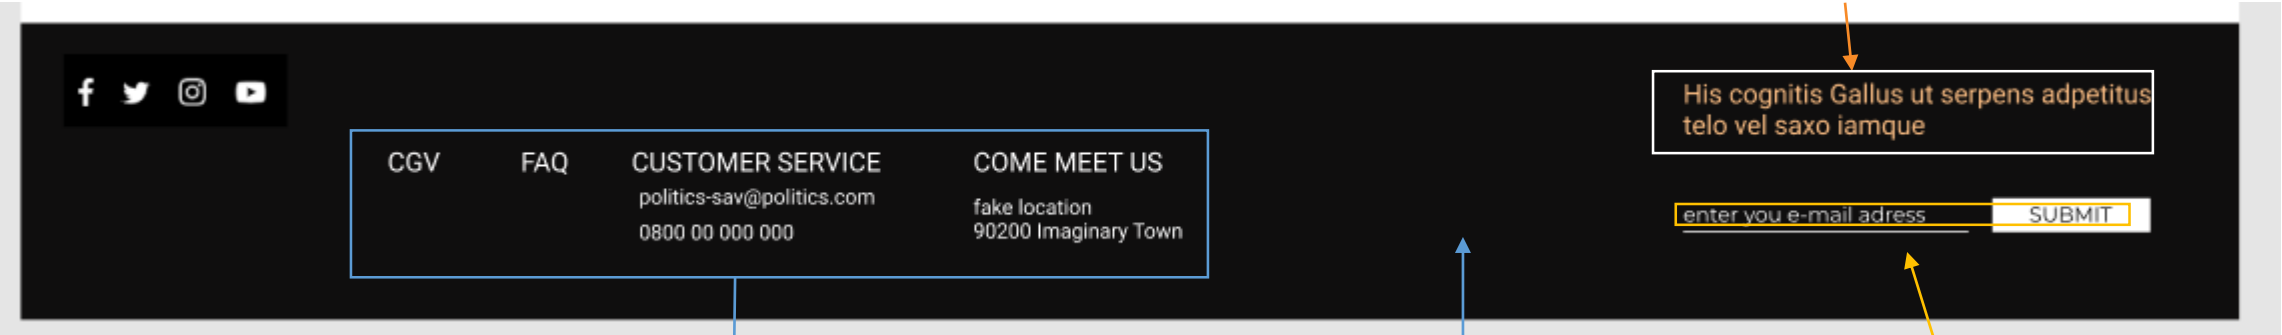 His cognitis Gallus ut serpens adpetitus
telo vel saxo iamque
CGV
FAQ
CUSTOMER SERVICE
politics-sav@politics.com
0800 00 000 000
COME MEET US
fake location
90200 Imaginary Town
enter you e-mail adress
SUBMIT